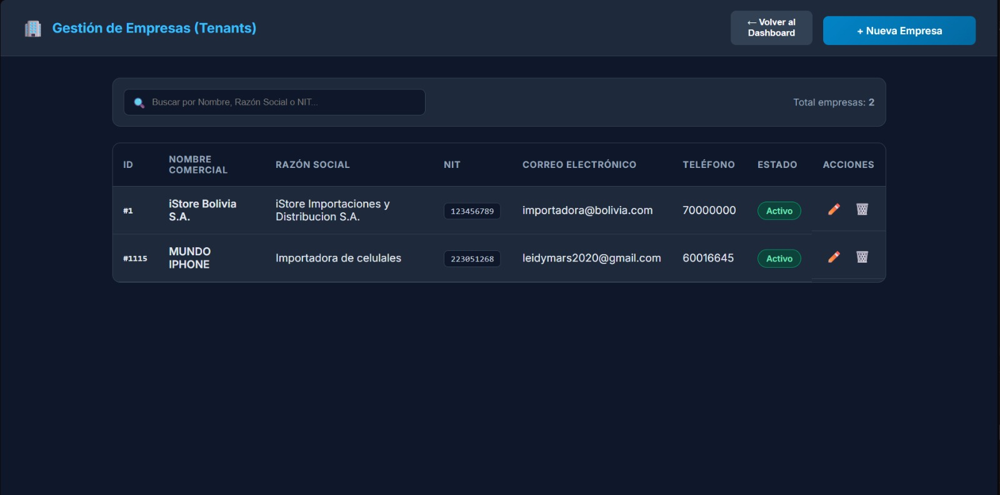 Gestión de Empresas (Tenants)
← Volver al
Dashboard
+ Nueva Empresa
Buscar por Nombre, Razón Social o NIT...
Total empresas: 2
ID
NOMBRE
COMERCIAL
RAZÓN SOCIAL
NIT
CORREO ELECTRÓNICO
TELÉFONO
ESTADO
ACCIONES
#1
iStore Bolivia
S.A.
iStore Importaciones y
Distribucion S.A.
123456789
importadora@bolivia.com
70000000
Activo
#1115
MUNDO
IPHONE
Importadora de celulales
223051268
leidymars2020@gmail.com
60016645
Activo